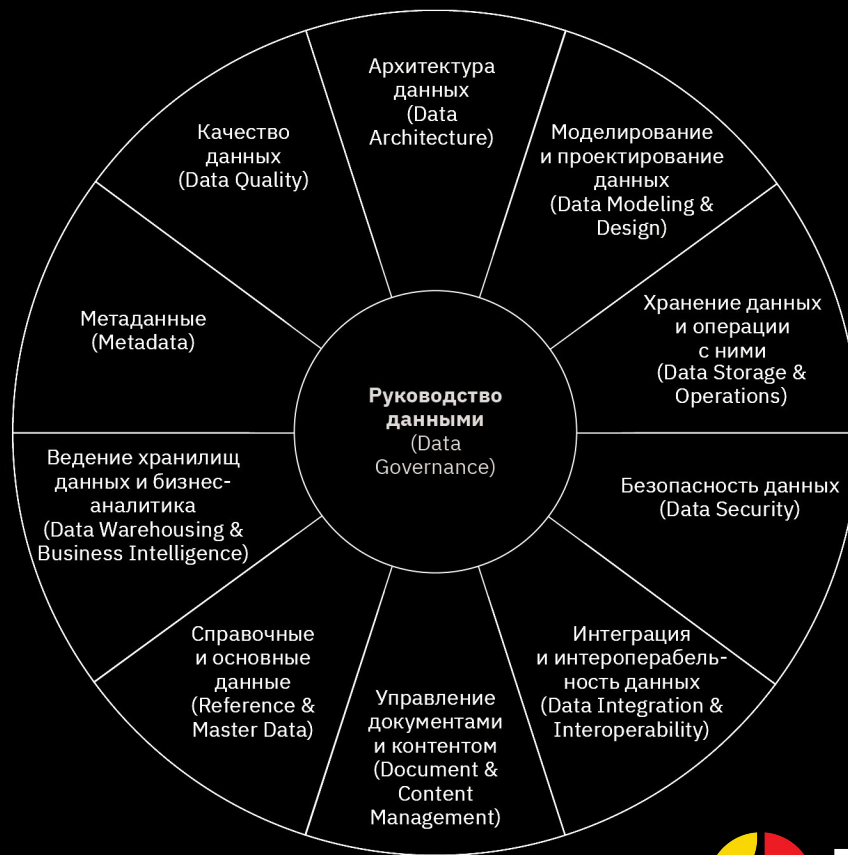 Архитектура
данных
(Data
Architecture)
Моделирование
и проектирование
данных
(Data Modeling &
Design)
Хранение данных
и операции
с ними
(Data Storage &
Operations)
Безопасность данных
(Data Security)
Интеграция
и интероперабель-
ность данных
(Data Integration &
Interoperability)
Управление
документами
и контентом
(Document &
Content
Management)
Справочные
и основные
данные
(Reference &
Master Data)
Ведение хранилищ
данных и бизнес-
аналитика
(Data Warehousing &
Business Intelligence)
Метаданные
(Metadata)
Качество
данных
(Data Quality)
Руководство
данными
(Data
Governance)